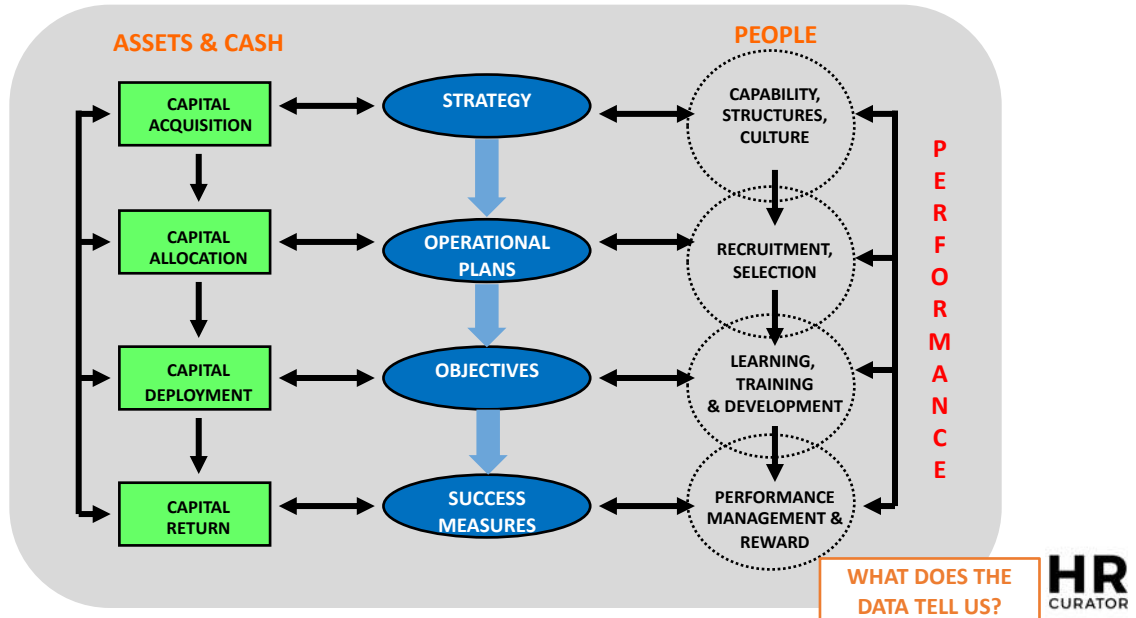 ASSETS & CASH
PEOPLE
CAPITAL
ACQUISITION
STRATEGY
CAPABILITY,
STRUCTURES,
CULTURE
CAPITAL
ALLOCATION
OPERATIONAL
PLANS
RECRUITMENT,
SELECTION
CAPITAL
DEPLOYMENT
OBJECTIVES
LEARNING,
TRAINING
& DEVELOPMENT
CAPITAL
RETURN
SUCCESS
MEASURES
PERFORMANCE
MANAGEMENT &
REWARD
P
E
R
F
O
R
M
A
N
C
E
WHAT DOES THE
DATA TELL US?
HR
CURATOR